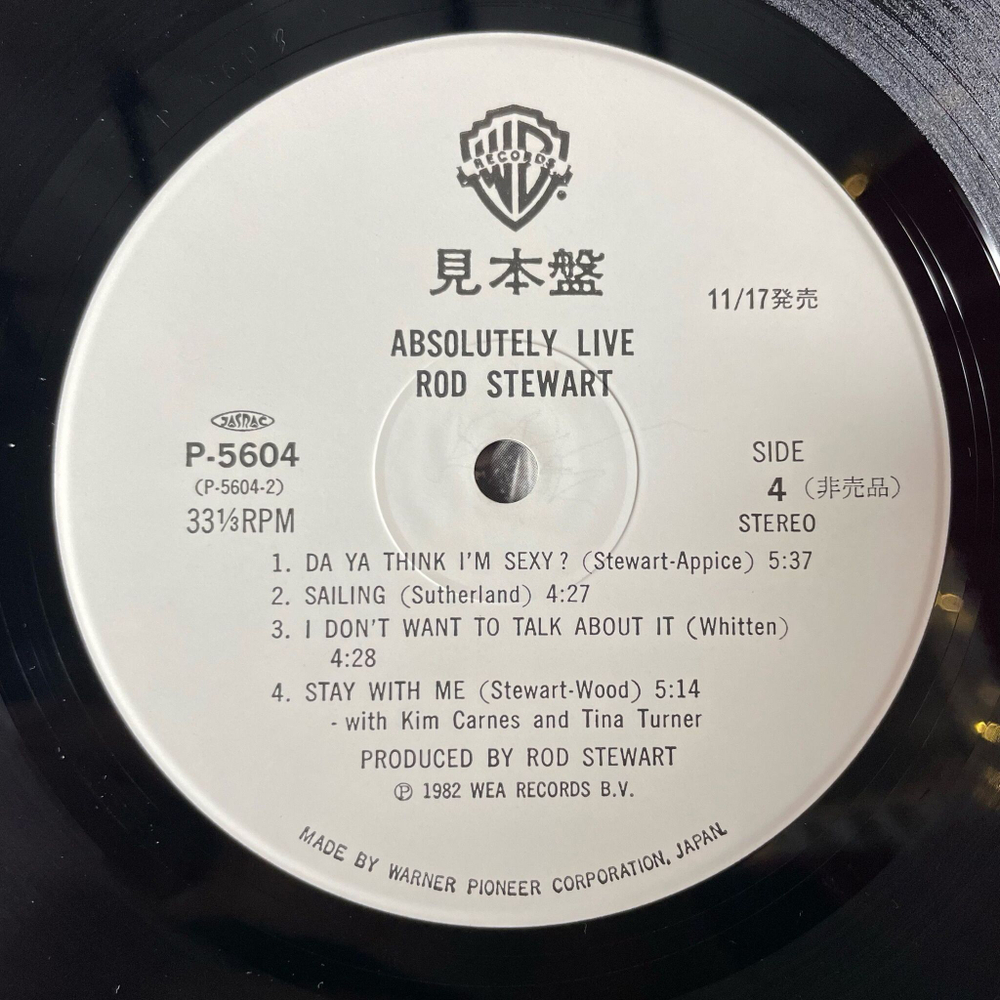 WB RECORDS ®
見本盤
11/17発売
ABSOLUTELY LIVE
ROD STEWART
JASRAC
P-5604
(P-5604-2)
33⅓RPM
SIDE
4 (非売品)
STEREO
1. DA YA THINK I'M SEXY? (Stewart-Appice) 5:37
2. SAILING (Sutherland) 4:27
3. I DON'T WANT TO TALK ABOUT IT (Whitten)
4:28
4. STAY WITH ME (Stewart-Wood) 5:14
- with Kim Carnes and Tina Turner
PRODUCED BY ROD STEWART
℗ 1982 WEA RECORDS B.V.
MADE BY WARNER PIONEER CORPORATION, JAPAN.